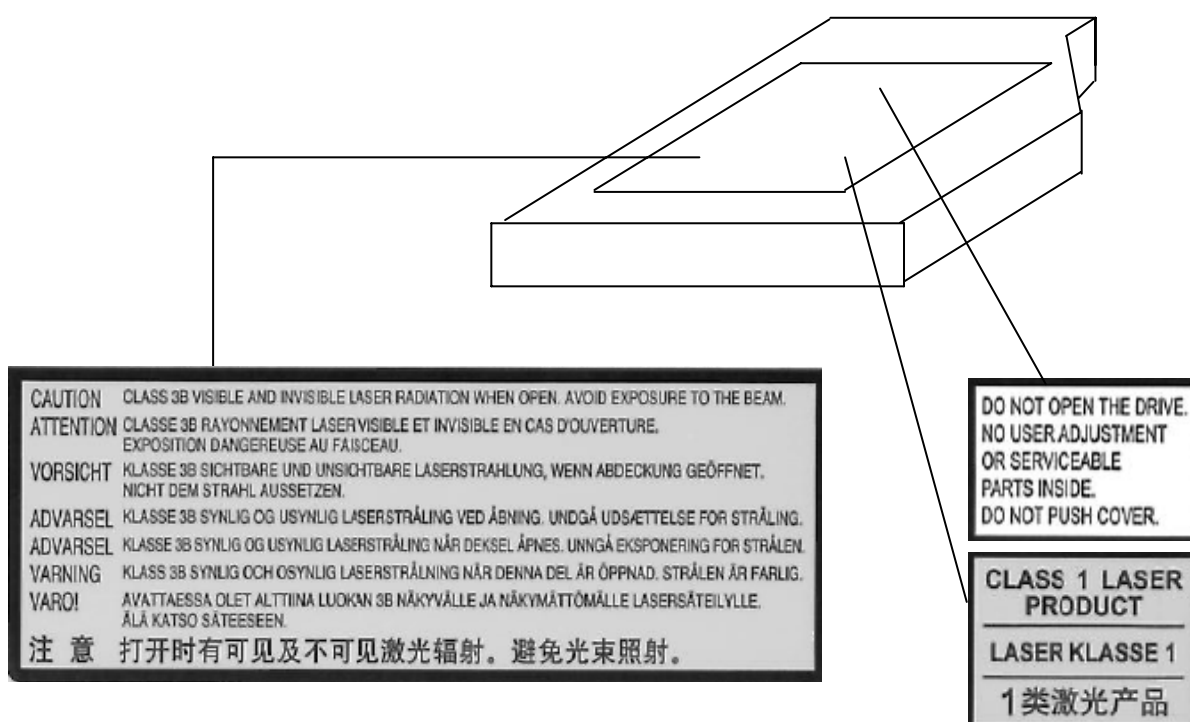 CAUTION CLASS 3B VISIBLE AND INVISIBLE LASER RADIATION WHEN OPEN. AVOID EXPOSURE TO THE BEAM.
ATTENTION CLASSE 3B RAYONNEMENT LASER VISIBLE ET INVISIBLE EN CAS D'OUVERTURE.
EXPOSITION DANGEREUSE AU FAISCEAU.
VORSICHT KLASSE 3B SICHTBARE UND UNSICHTBARE LASERSTRAHLUNG, WENN ABDECKUNG GEÖFFNET.
NICHT DEM STRAHL AUSSETZEN.
ADVARSEL KLASSE 3B SYNLIG OG USYNLIG LASERSTRÅLING VED ÅBNING. UNDGÅ UDSÆTTELSE FOR STRÅLING.
ADVARSEL KLASSE 3B SYNLIG OG USYNLIG LASERSTRÅLING NÅR DEKSEL ÅPNES. UNNGÅ EKSPONERING FOR STRÅLEN.
VARNING KLASS 3B SYNLIG OCH OSYNLIG LASERSTRÅLNING NÄR DENNA DEL ÄR ÖPPNAD. STRÅLEN ÄR FARLIG.
VARO! AVATTAESSA OLET ALTTIINA LUOKAN 3B NÄKYVÄLLE JA NÄKYMÄTTÖMÄLLE LASERSÄTEILYLLE.
ÄLÄ KATSO SÄTEESEEN.
注 意 打开时有可见及不可见激光辐射。避免光束照射。
DO NOT OPEN THE DRIVE.
NO USER ADJUSTMENT
OR SERVICEABLE
PARTS INSIDE.
DO NOT PUSH COVER.
CLASS 1 LASER
PRODUCT
LASER KLASSE 1
1类激光产品